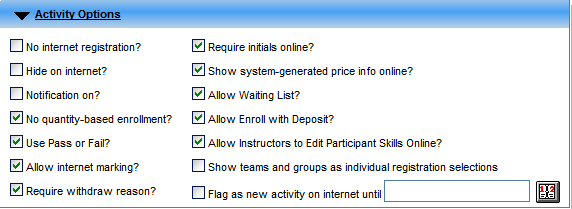 Activity Options
No internet registration?
Require initials online?
Hide on internet?
Show system-generated price info online?
Notification on?
Allow Waiting List?
No quantity-based enrollment?
Allow Enroll with Deposit?
Use Pass or Fail?
Allow Instructors to Edit Participant Skills Online?
Allow internet marking?
Show teams and groups as individual registration selections
Require withdraw reason?
Flag as new activity on internet until